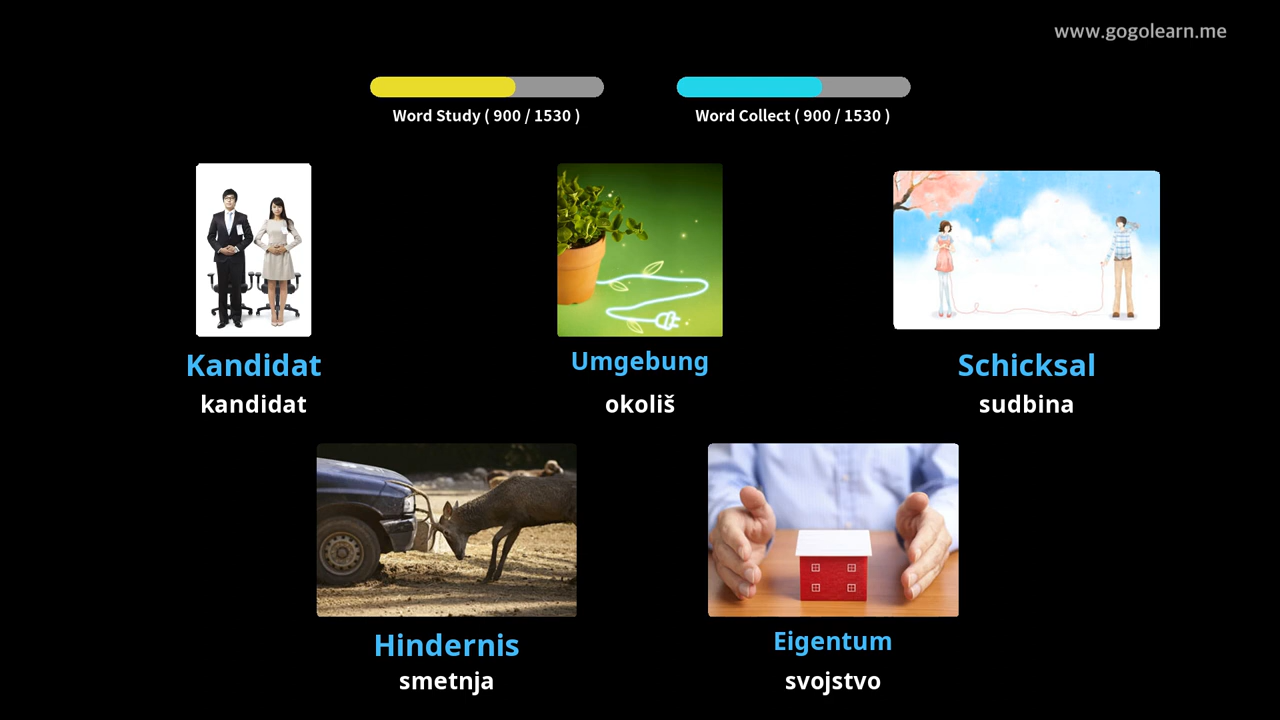 www.gogolearn.me
Word Study ( 900 / 1530 )
Word Collect ( 900 / 1530 )
Kandidat
kandidat
Umgebung
okoliš
Schicksal
sudbina
Hindernis
smetnja
Eigentum
svojstvo